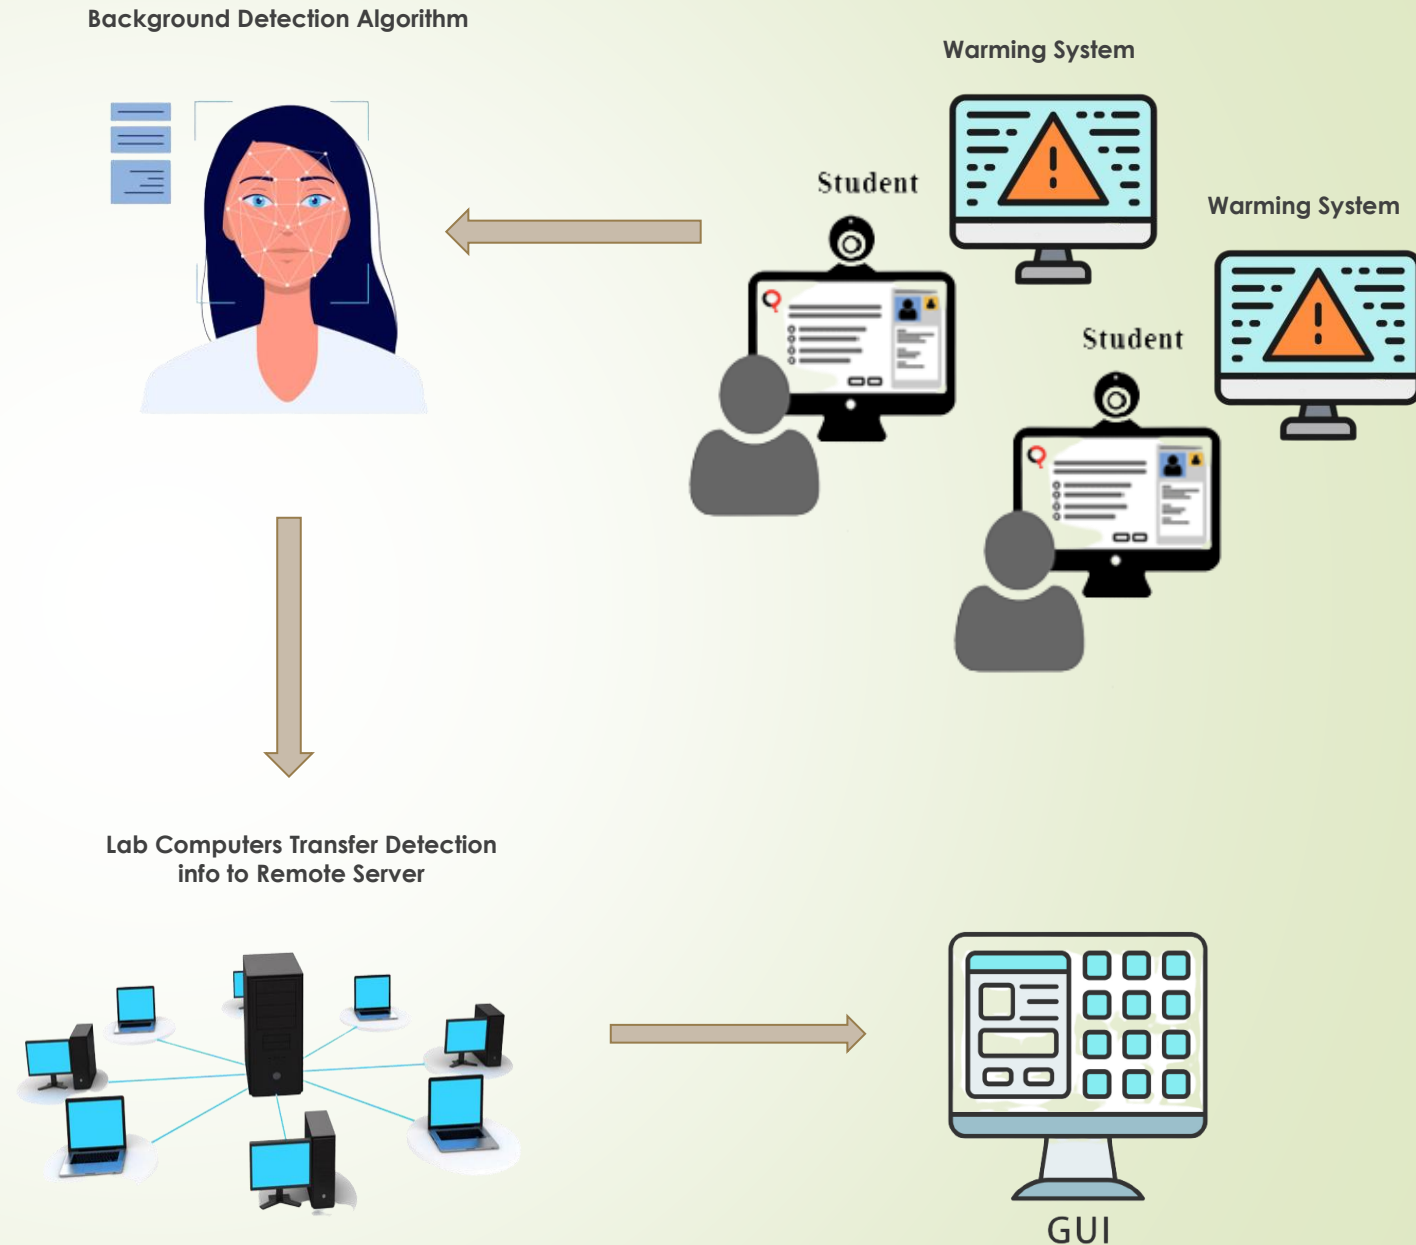 Background Detection Algorithm
Warming System
Student
Warming System
Student
Lab Computers Transfer Detection
info to Remote Server
GUI